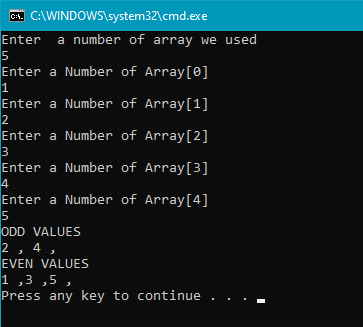 C:\WINDOWS\system32\cmd.exe
Enter  a number of array we used
5
Enter a Number of Array[0]
1
Enter a Number of Array[1]
2
Enter a Number of Array[2]
3
Enter a Number of Array[3]
4
Enter a Number of Array[4]
5
ODD VALUES
2 , 4 ,
EVEN VALUES
1 ,3 ,5 ,
Press any key to continue . . .